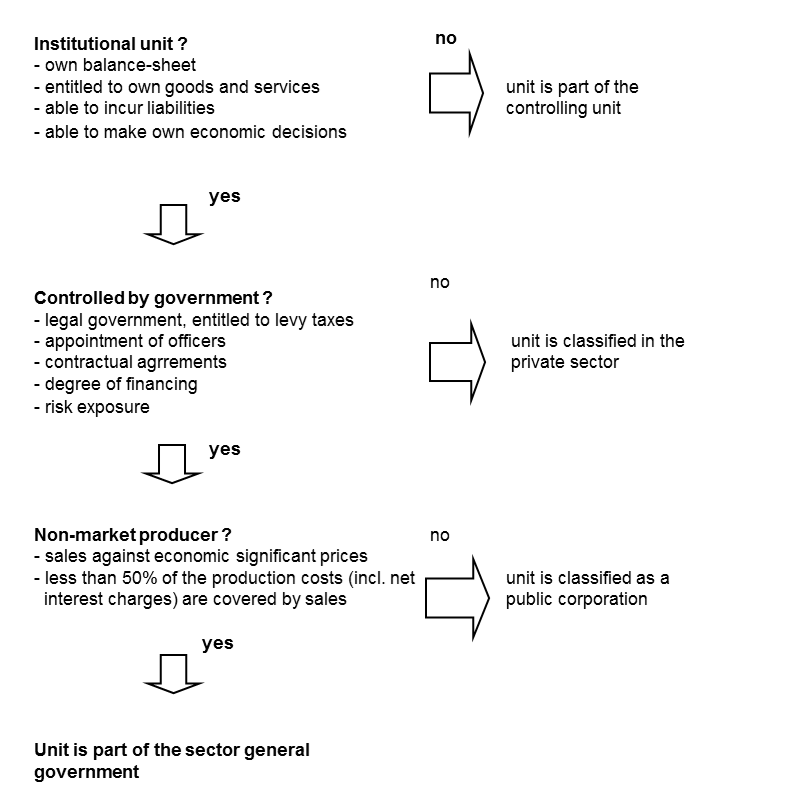 Institutional unit ?
no
- own balance-sheet
- entitled to own goods and services
- able to incur liabilities
- able to make own economic decisions
unit is part of the
controlling unit
yes
Controlled by government ?
no
- legal government, entitled to levy taxes
- appointment of officers
- contractual agrrements
- degree of financing
- risk exposure
unit is classified in the
private sector
yes
Non-market producer ?
no
- sales against economic significant prices
- less than 50% of the production costs (incl. net
interest charges) are covered by sales
unit is classified as a
public corporation
yes
Unit is part of the sector general
government